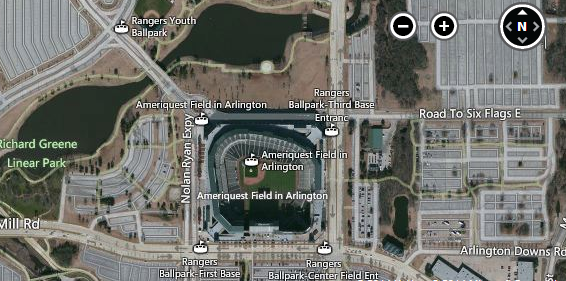 Rangers Youth
Ballpark
N
Rangers
Ballpark-Third Base
Entranc
Ameriquest Field in Arlington
Road To Six Flags E
Richard Greene
Linear Park
Nolan Ryan Expy
Ameriquest Field in
Arlington
Ameriquest Field in Arlington
Mill Rd
Arlington Downs Rd
Rangers
Ballpark-First Base
Rangers
Ballpark-Center Field Ent